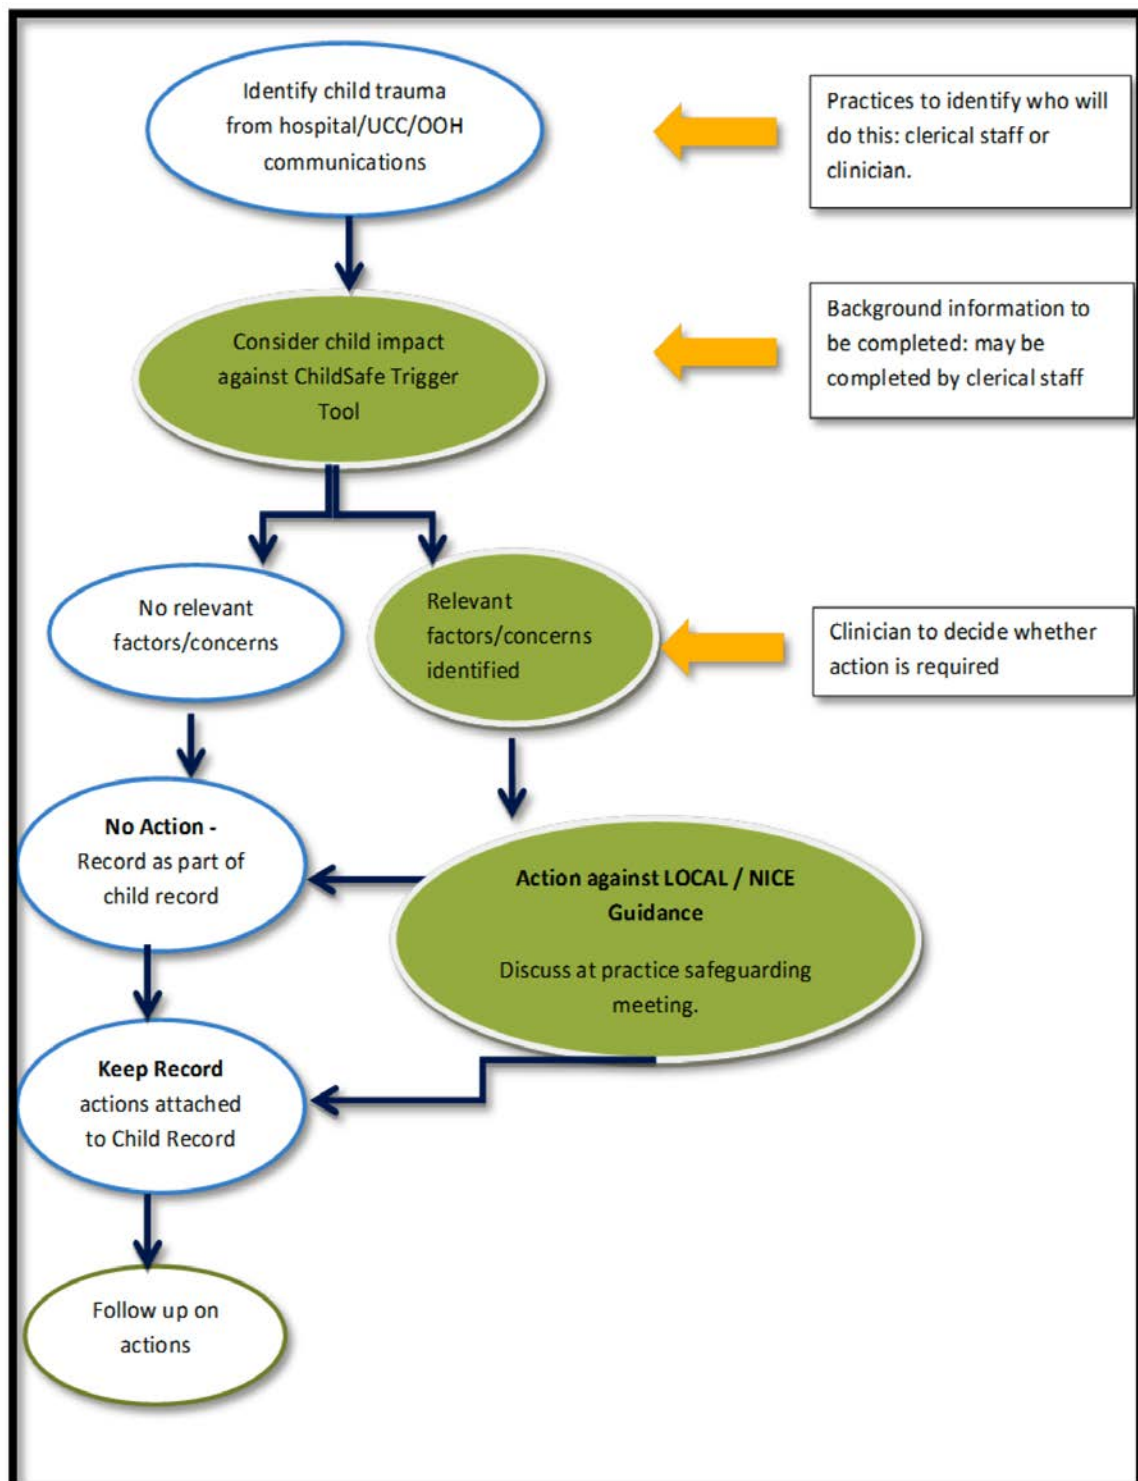 Identify child trauma
from hospital/UCC/OOH
communications
Practices to identify who will
do this: clerical staff or
clinician.
Consider child impact
against ChildSafe Trigger
Tool
Background information to
be completed: may be
completed by clerical staff
No relevant
factors/concerns
Relevant
factors/concerns
identified
Clinician to decide whether
action is required
No Action -
Record as part of
child record
Action against LOCAL / NICE
Guidance
Discuss at practice safeguarding
meeting.
Keep Record
actions attached
to Child Record
Follow up on
actions